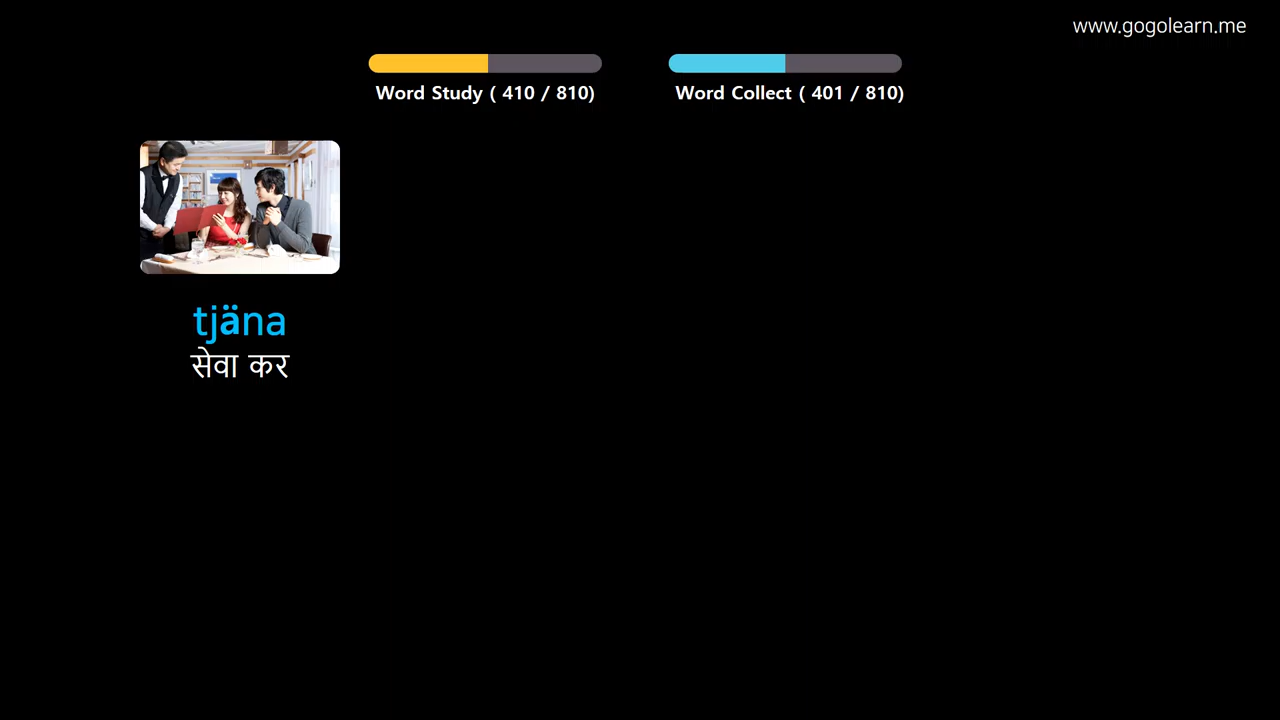 www.gogolearn.me
Word Study ( 410 / 810)
Word Collect ( 401 / 810)
tjäna
सेवा कर